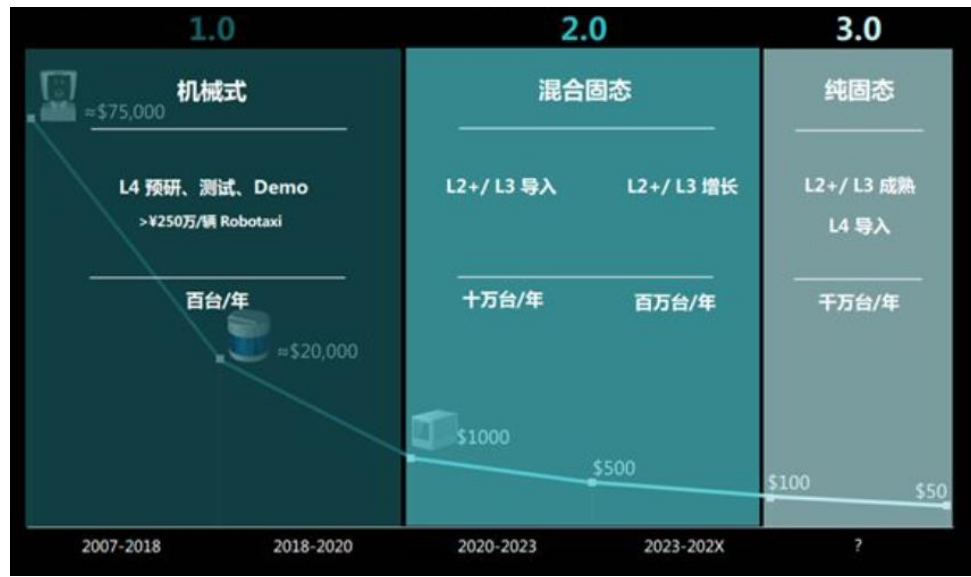 1.0
2.0
3.0
机械式
混合固态
纯固态
≈$75,000
L4 预研、测试、Demo
>¥250万/辆 Robotaxi
L2+/ L3 导入
L2+/ L3 增长
L2+/ L3 成熟
L4 导入
百台/年
十万台/年
百万台/年
千万台/年
≈$20,000
$1000
$500
$100
$50
2007-2018
2018-2020
2020-2023
2023-202X
?